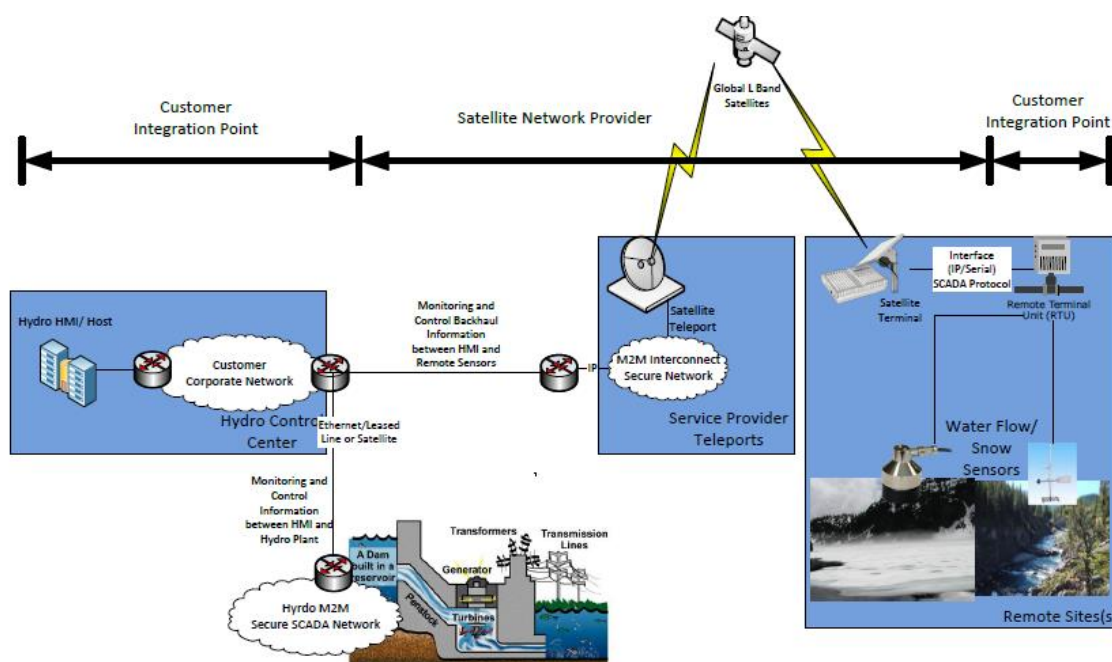 Global L Band
Satellites
Customer
Integration Point
Satellite Network Provider
Customer
Integration Point
Hydro HMI/ Host
Customer
Corporate Network
Hydro Control
Center
Ethernet/Leased
Line or Satellite
Monitoring and
Control Backhaul
Information
between HMI and
Remote Sensors
IP
Satellite
Teleport
M2M Interconnect
Secure Network
Service Provider
Teleports
Satellite
Terminal
Interface
(IP/Serial)
SCADA Protocol
Remote Terminal
Unit (RTU)
Water Flow/
Snow
Sensors
Remote Sites(s
Monitoring and
Control
Information
between HMI and
Hydro Plant
Hyrdo M2M
Secure SCADA Network
A Dam
built in a
reservoir
Penstock
Generator
Turbines
Transformers
Transmission
Lines